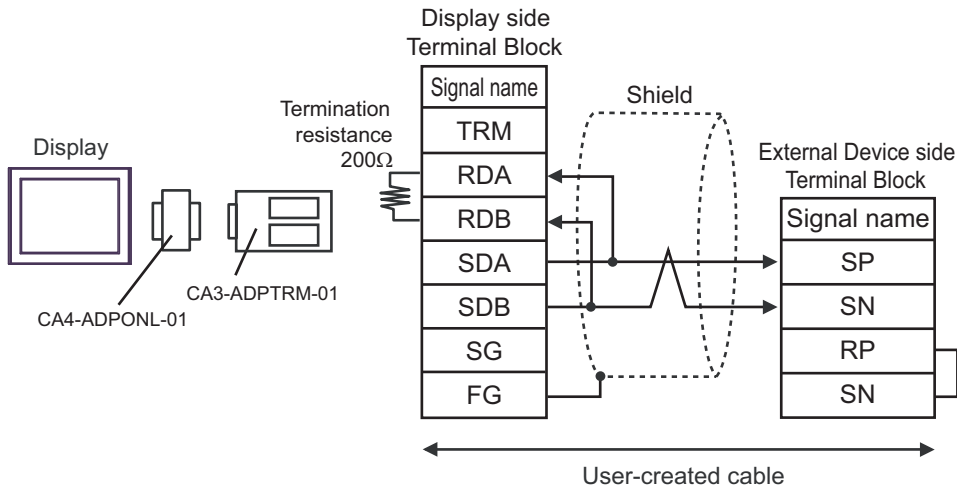 Display side
Terminal Block
Signal name
TRM
RDA
RDB
SDA
SDB
SG
FG
Termination
resistance
200Ω
Shield
Display
CA4-ADPONL-01
CA3-ADPTRM-01
External Device side
Terminal Block
Signal name
SP
SN
RP
SN
User-created cable